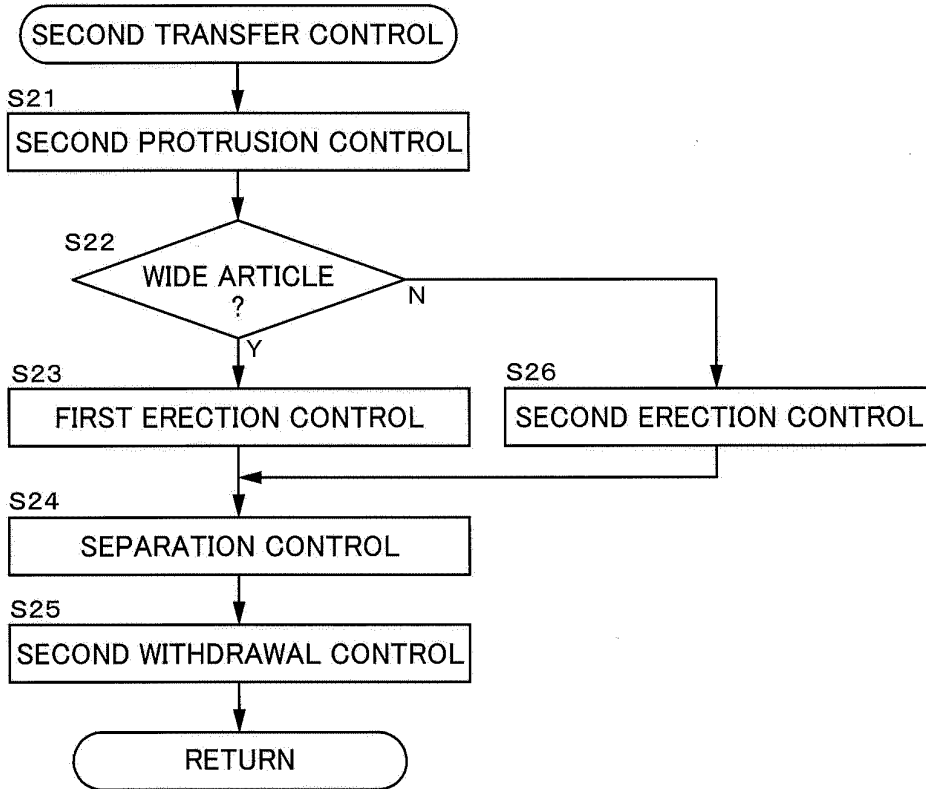 SECOND TRANSFER CONTROL
S21
SECOND PROTRUSION CONTROL
S22
WIDE ARTICLE
?
N
Y
S23
FIRST ERECTION CONTROL
S26
SECOND ERECTION CONTROL
S24
SEPARATION CONTROL
S25
SECOND WITHDRAWAL CONTROL
RETURN